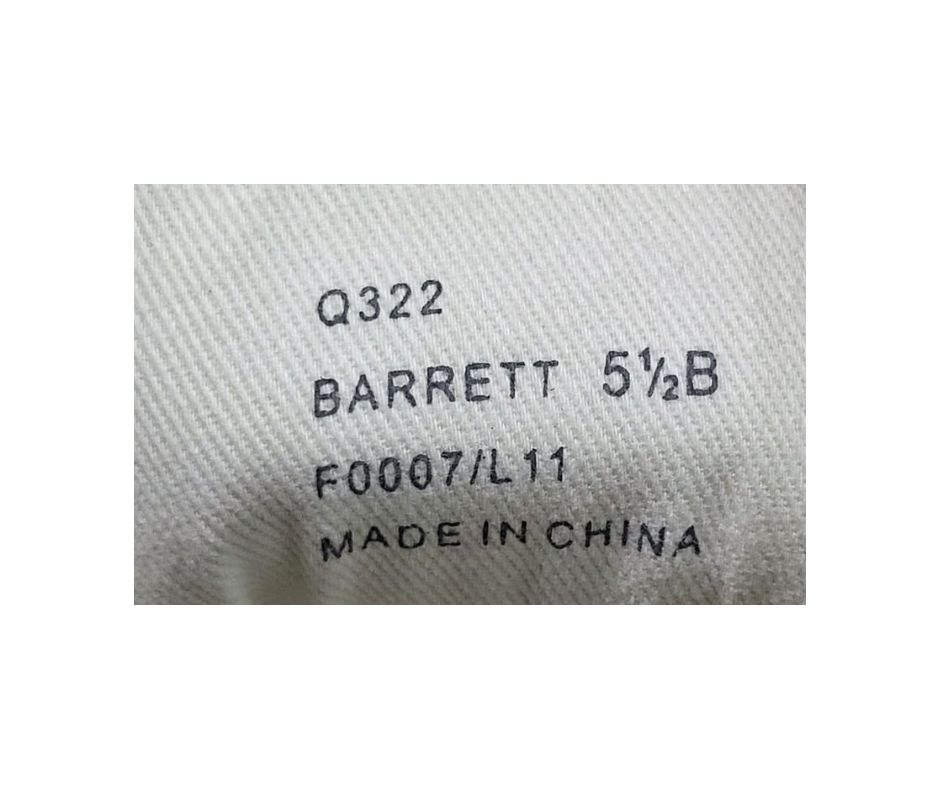 Q322
BARRETT 5½B
F0007/L11
MADE IN CHINA